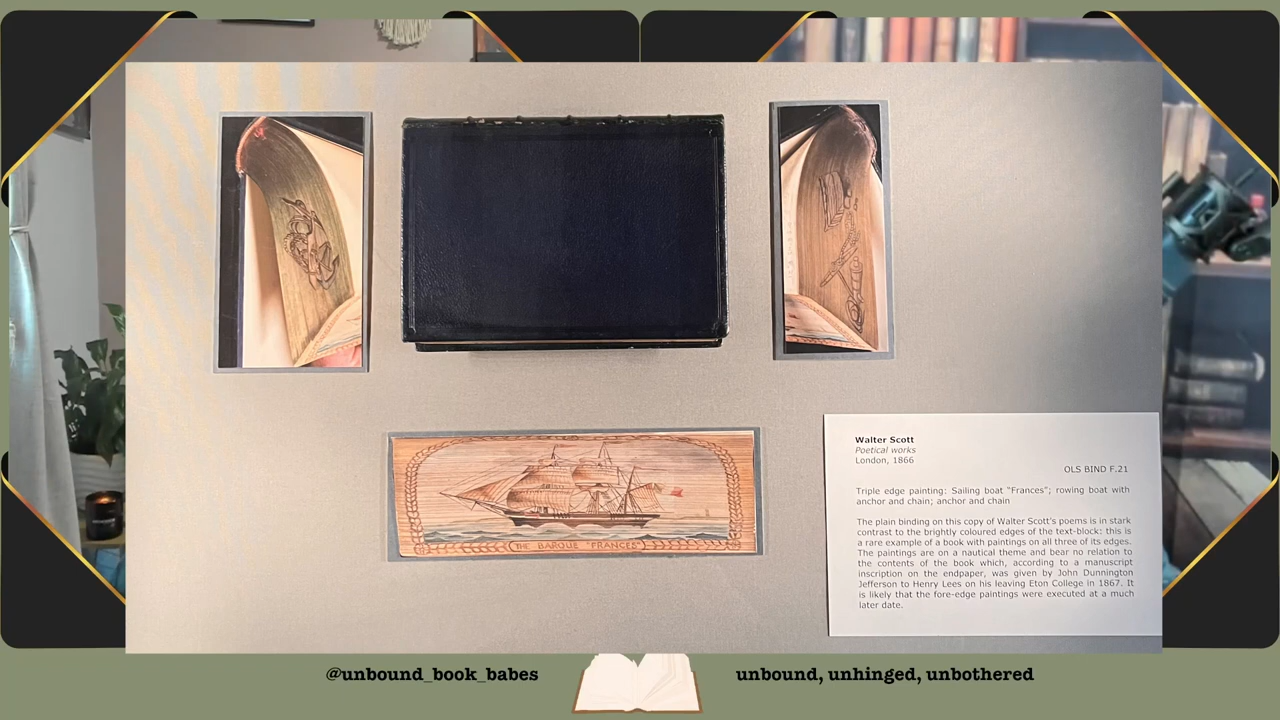 THE BARQUE "FRANCES"
Walter Scott
Poetical works
London, 1866
OLS BIND F.21
Triple edge painting: Sailing boat "Frances"; rowing boat with
anchor and chain; anchor and chain
The plain binding on this copy of Walter Scott's poems is in stark
contrast to the brightly coloured edges of the text-block: this is
a rare example of a book with paintings on all three of its edges.
The paintings are on a nautical theme and bear no relation to
the contents of the book which, according to a manuscript
inscription on the endpaper, was given by John Dunnington
Jefferson to Henry Lees on his leaving Eton College in 1867. It
is likely that the fore-edge paintings were executed at a much
later date.
@unbound_book_babes
unbound, unhinged, unbothered